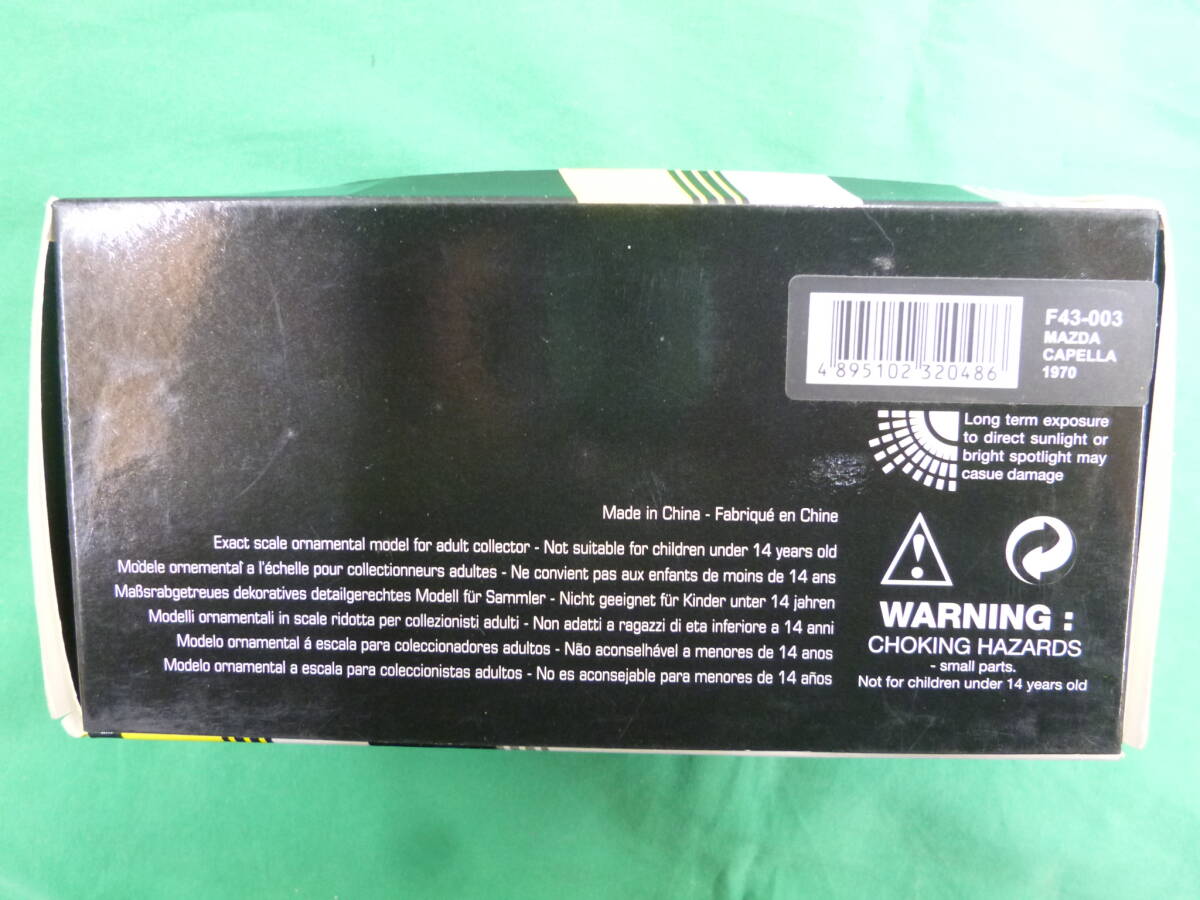 F43-003
MAZDA
CAPELLA
1970
4 895102 320486
Long term exposure
to direct sunlight or
bright spotlight may
casue damage
Made in China - Fabriqué en Chine
Exact scale ornamental model for adult collector - Not suitable for children under 14 years old
Modèle ornemental a l'échelle pour collectionneurs adultes - Ne convient pas aux enfants de moins de 14 ans
Maßsrabgetreues dekoratives detailgerechtes Modell für Sammler - Nicht geeignet für Kinder unter 14 jahren
Modelli ornamentali in scale ridotta per collezionisti adulti - Non adatti a ragazzi di eta inferiore a 14 anni
Modelo ornamental á escala para coleccionadores adultos - Não aconselhável a menores de 14 anos
Modelo ornamental a escala para coleccionistas adultos - No es aconsejable para menores de 14 años
WARNING :
CHOKING HAZARDS
- small parts.
Not for children under 14 years old